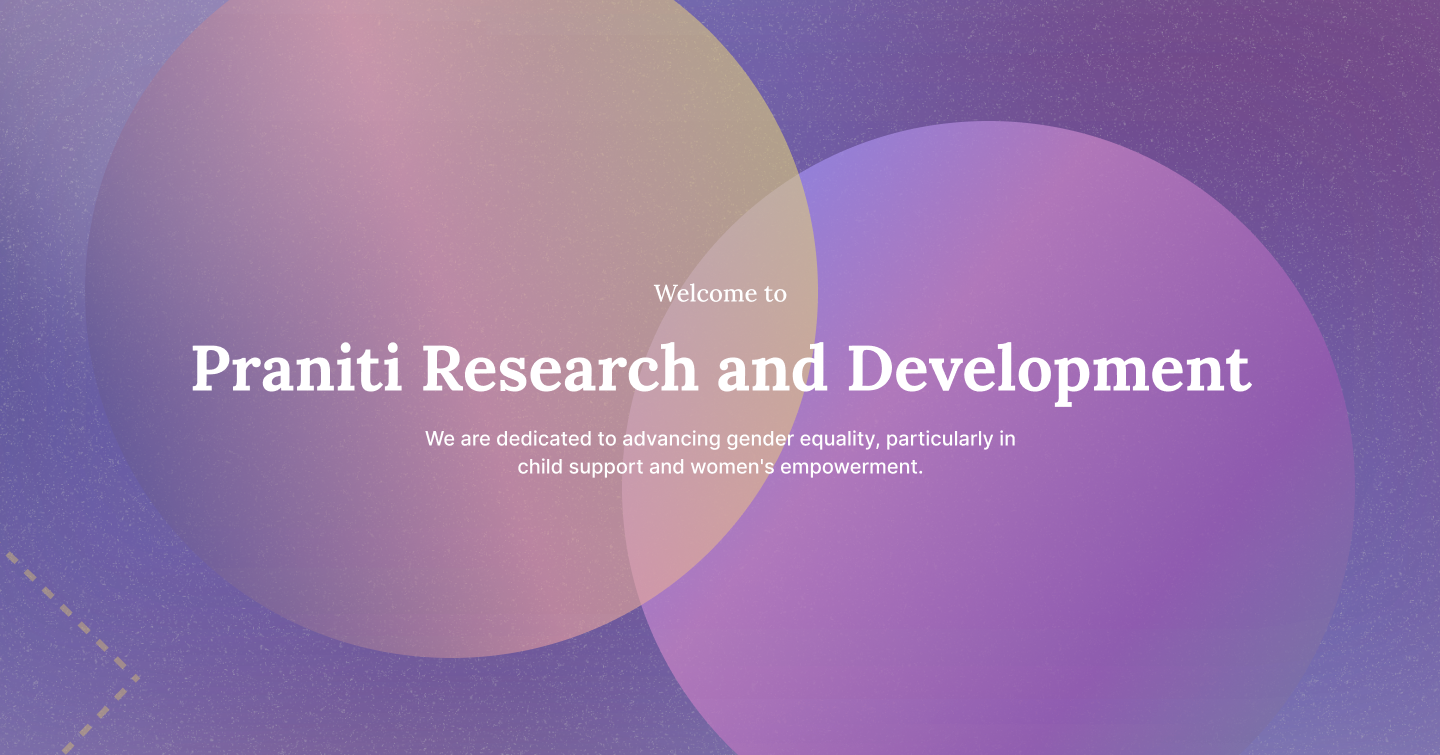 Welcome to
Praniti Research and Development
We are dedicated to advancing gender equality, particularly in
child support and women's empowerment.